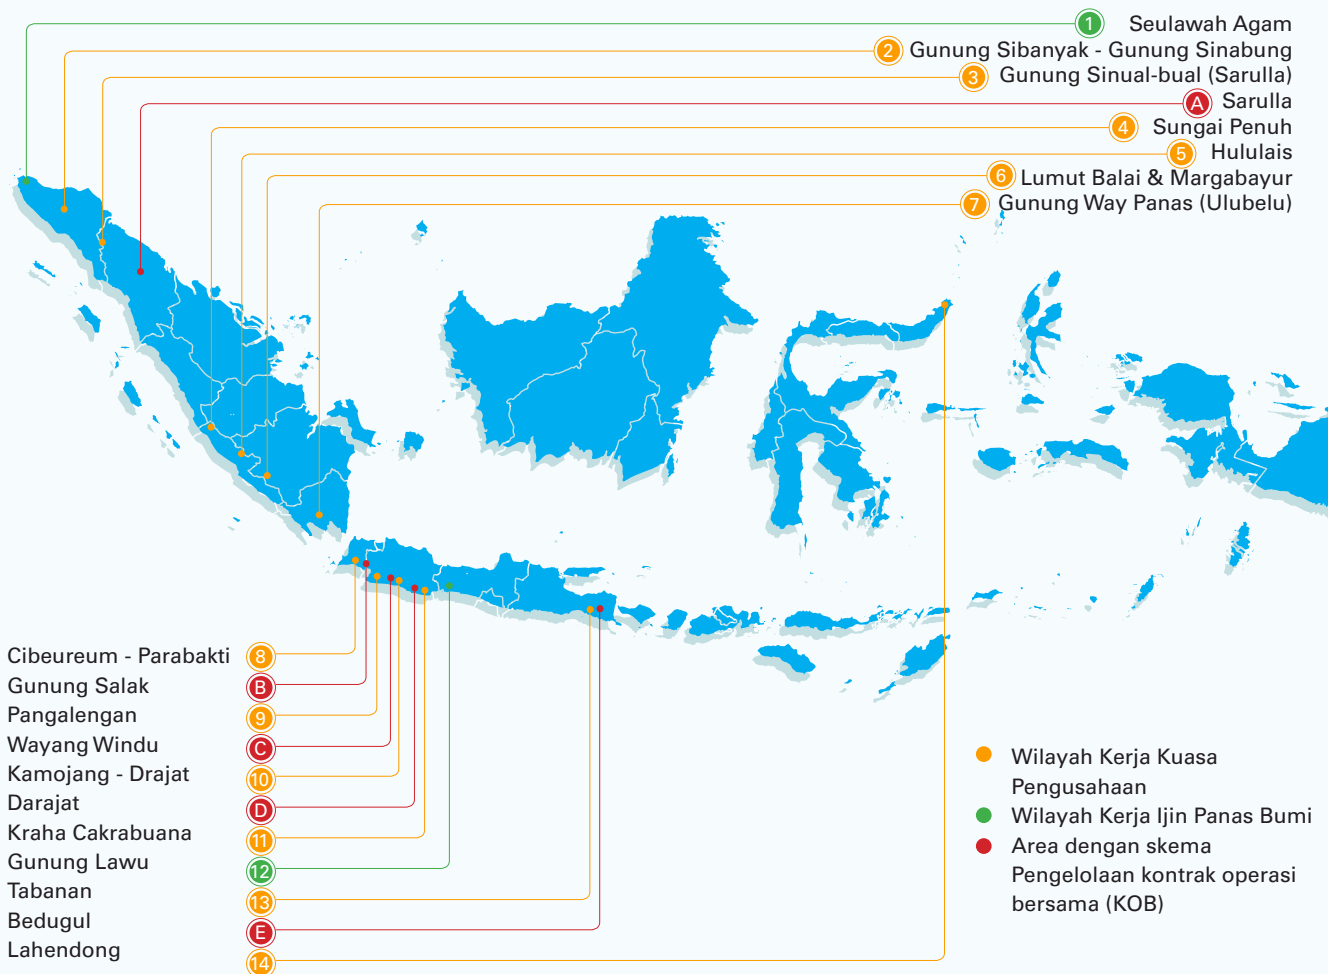 1 Seulawah Agam
2 Gunung Sibanyak - Gunung Sinabung
3 Gunung Sinual-bual (Sarulla)
A Sarulla
4 Sungai Penuh
5 Hululais
6 Lumut Balai & Margabayur
7 Gunung Way Panas (Ulubelu)
Cibeureum - Parabakti 8
Gunung Salak B
Pangalengan 9
Wayang Windu C
Kamojang - Drajat 10
Darajat D
Kraha Cakrabuana 11
Gunung Lawu 12
Tabanan 13
Bedugul E
Lahendong 14
Wilayah Kerja Kuasa
Pengusahaan
Wilayah Kerja Ijin Panas Bumi
Area dengan skema
Pengelolaan kontrak operasi
bersama (KOB)